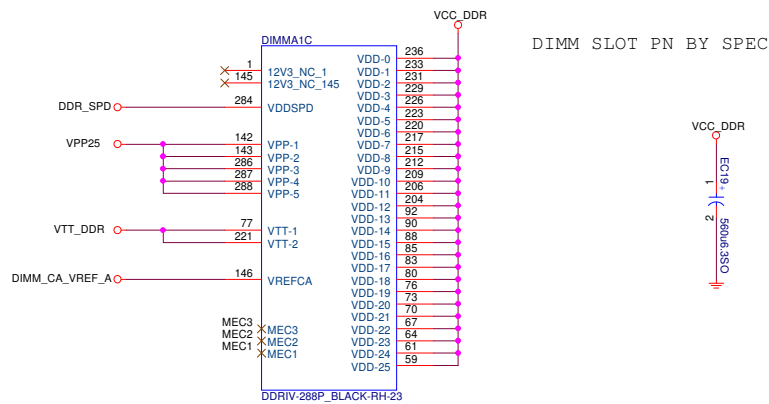 VCC_DDR
DIMM SLOT PN BY SPEC
DIMMA1C
1 12V3_NC_1
145 12V3_NC_145
DDR_SPD 284 VDDSPD
VPP25 142 VPP-1
143 VPP-2
286 VPP-3
287 VPP-4
288 VPP-5
VTT_DDR 77 VTT-1
221 VTT-2
DIMM_CA_VREF_A 146 VREFCA
MEC3 MEC3
MEC2 MEC2
MEC1 MEC1
VDD-0 236
VDD-1 233
VDD-2 231
VDD-3 229
VDD-4 226
VDD-5 223
VDD-6 220
VDD-7 217
VDD-8 215
VDD-9 212
VDD-10 209
VDD-11 206
VDD-12 204
VDD-13 92
VDD-14 90
VDD-15 88
VDD-16 85
VDD-17 83
VDD-18 80
VDD-19 76
VDD-20 73
VDD-21 70
VDD-22 67
VDD-23 64
VDD-24 61
VDD-25 59
DDRIV-288P_BLACK-RH-23
VCC_DDR
EC19
+
1
2
560u6.3SO